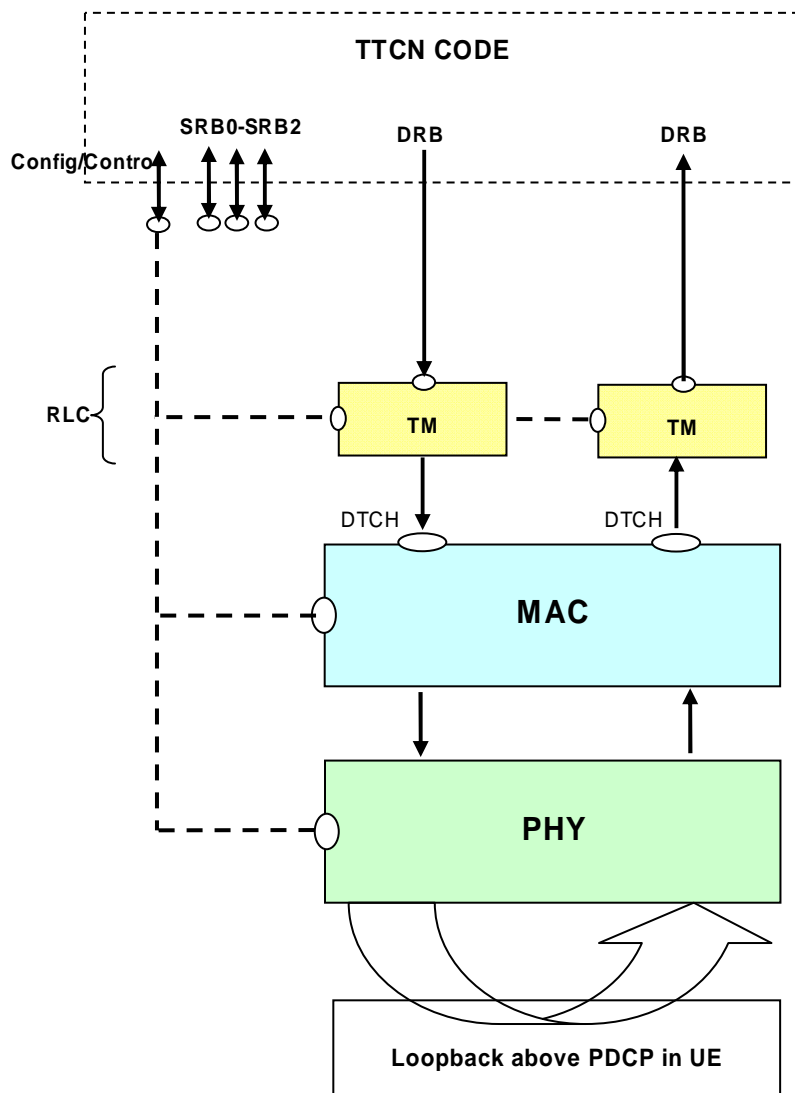 TTCN CODE
SRB0-SRB2
DRB
DRB
Config/Contro
RLC
TM
TM
DTCH
DTCH
MAC
PHY
Loopback above PDCP in UE